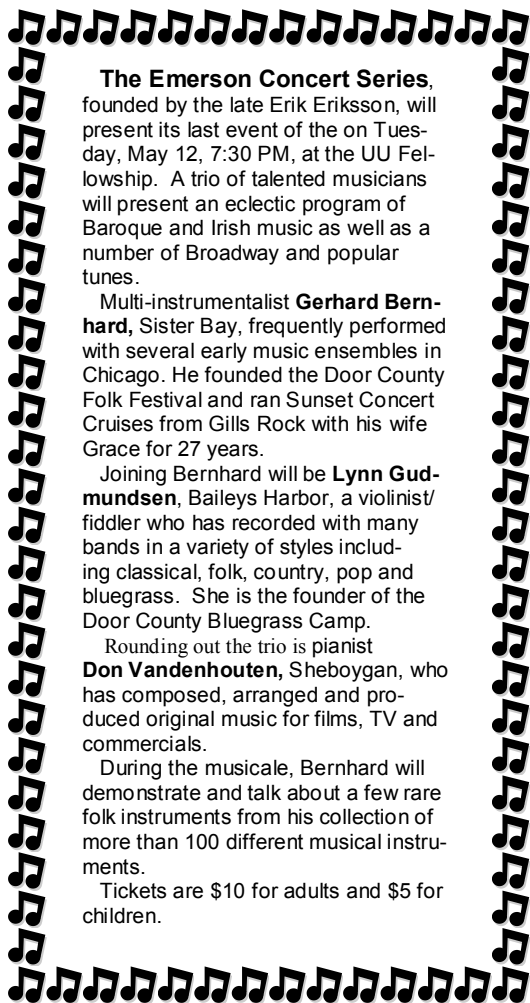 The Emerson Concert Series,
founded by the late Erik Eriksson, will
present its last event of the on Tues-
day, May 12, 7:30 PM, at the UU Fel-
lowship.  A trio of talented musicians
will present an eclectic program of
Baroque and Irish music as well as a
number of Broadway and popular
tunes.
Multi-instrumentalist Gerhard Bern-
hard, Sister Bay, frequently performed
with several early music ensembles in
Chicago. He founded the Door County
Folk Festival and ran Sunset Concert
Cruises from Gills Rock with his wife
Grace for 27 years.
Joining Bernhard will be Lynn Gud-
mundsen, Baileys Harbor, a violinist/
fiddler who has recorded with many
bands in a variety of styles includ-
ing classical, folk, country, pop and
bluegrass.  She is the founder of the
Door County Bluegrass Camp.
Rounding out the trio is pianist
Don Vandenhouten, Sheboygan, who
has composed, arranged and pro-
duced original music for films, TV and
commercials.
During the musicale, Bernhard will
demonstrate and talk about a few rare
folk instruments from his collection of
more than 100 different musical instru-
ments.
Tickets are $10 for adults and $5 for
children.